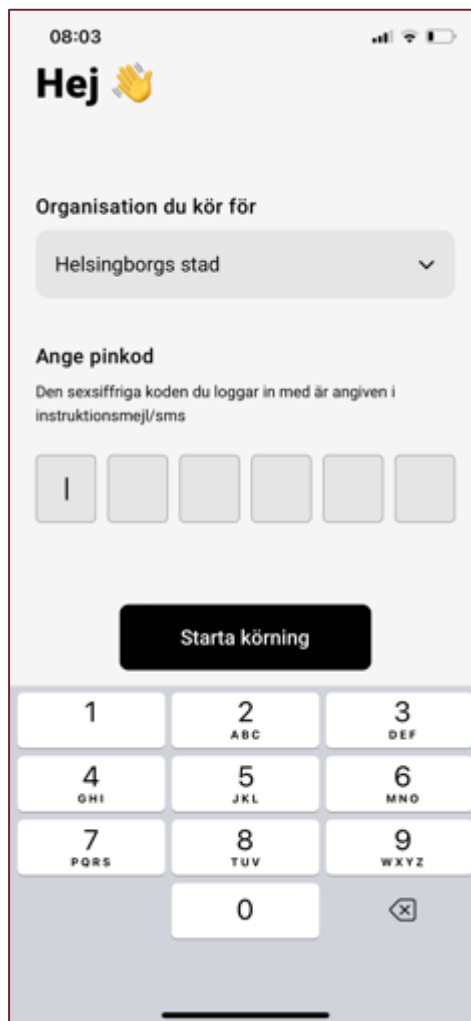 08:03
Hej 👋
Organisation du kör för
Helsingborgs stad
Ange pinkod
Den sexsiffriga koden du loggar in med är angiven i
instruktionsmejl/sms
Starta körning
1 2 3
ABC DEF
4 5 6
GHI JKL MNO
7 8 9
PQRS TUV WXYZ
0